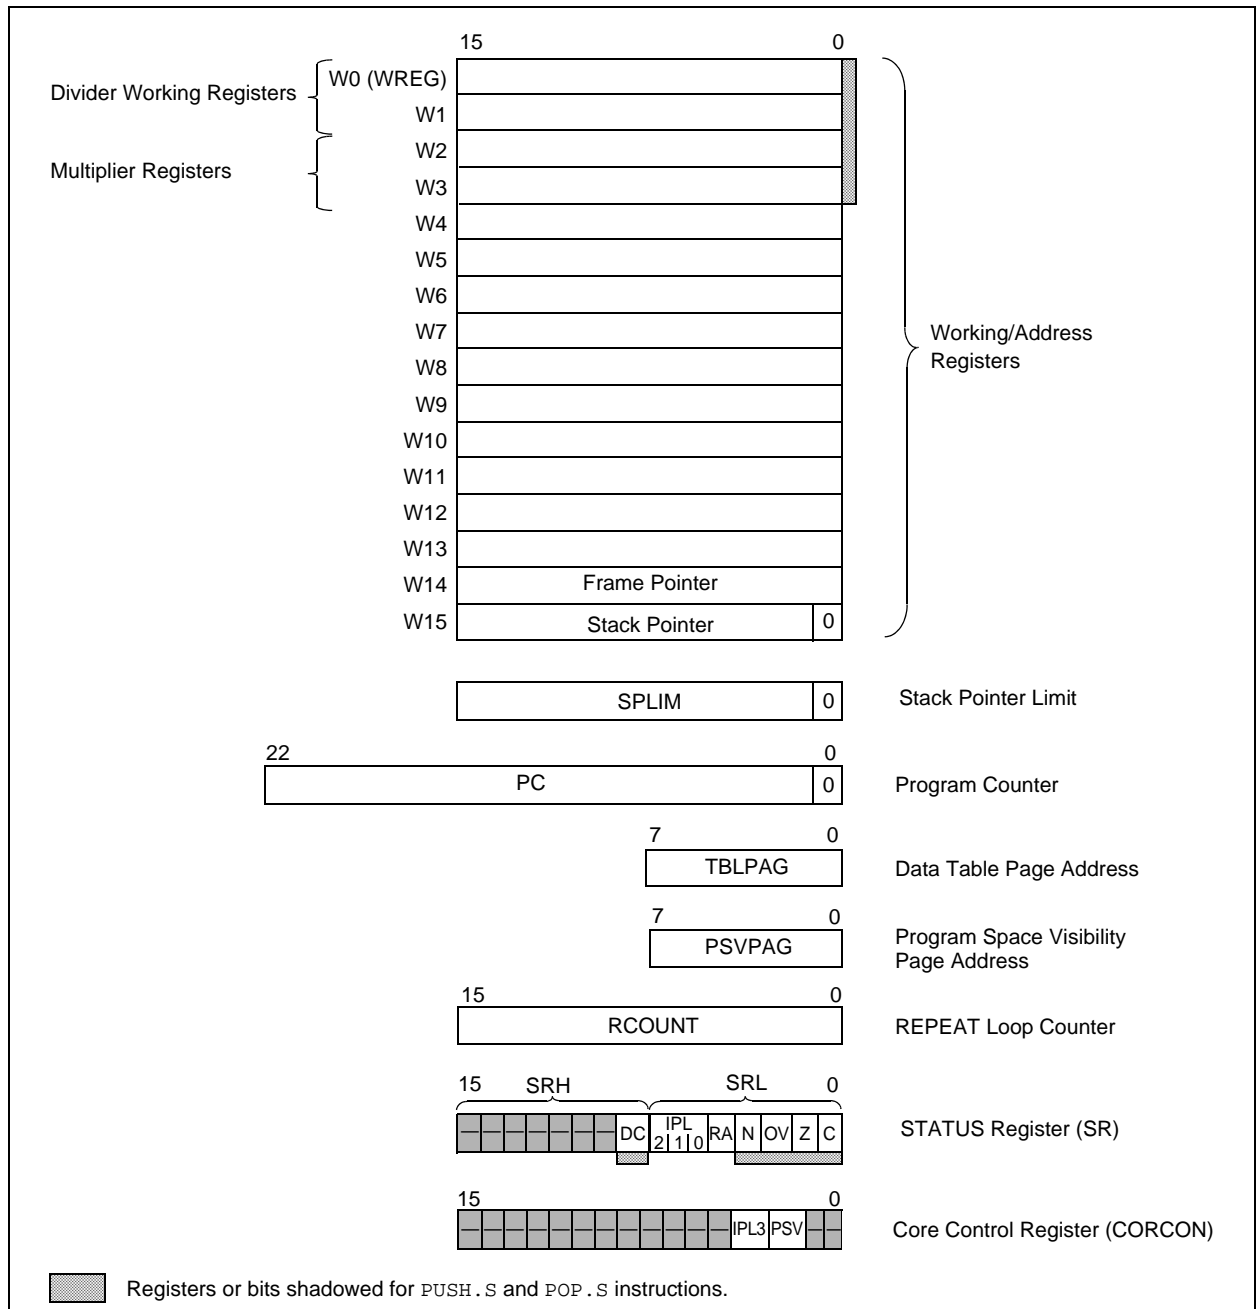 15 0
Divider Working Registers
W0 (WREG)
W1
Multiplier Registers
W2
W3
W4
W5
W6
W7
W8
W9
W10
W11
W12
W13
W14 Frame Pointer
W15 Stack Pointer 0
Working/Address
Registers
SPLIM 0 Stack Pointer Limit
22 0
PC 0 Program Counter
7 0
TBLPAG Data Table Page Address
7 0
PSVPAG Program Space Visibility
Page Address
15 0
RCOUNT REPEAT Loop Counter
15 SRH SRL 0
— — — — — — — DC IPL 2 1 0 RA N OV Z C STATUS Register (SR)
15 0
— — — — — — — — — — — — IPL3 PSV — — Core Control Register (CORCON)
Registers or bits shadowed for PUSH.S and POP.S instructions.